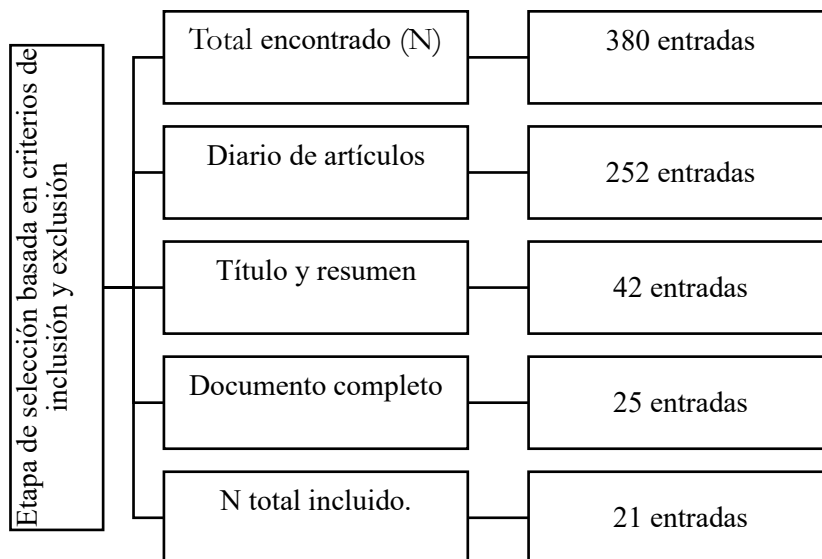 Etapa de selección basada en criterios de
inclusión y exclusión
Total encontrado (N)
380 entradas
Diario de artículos
252 entradas
Título y resumen
42 entradas
Documento completo
25 entradas
N total incluido.
21 entradas